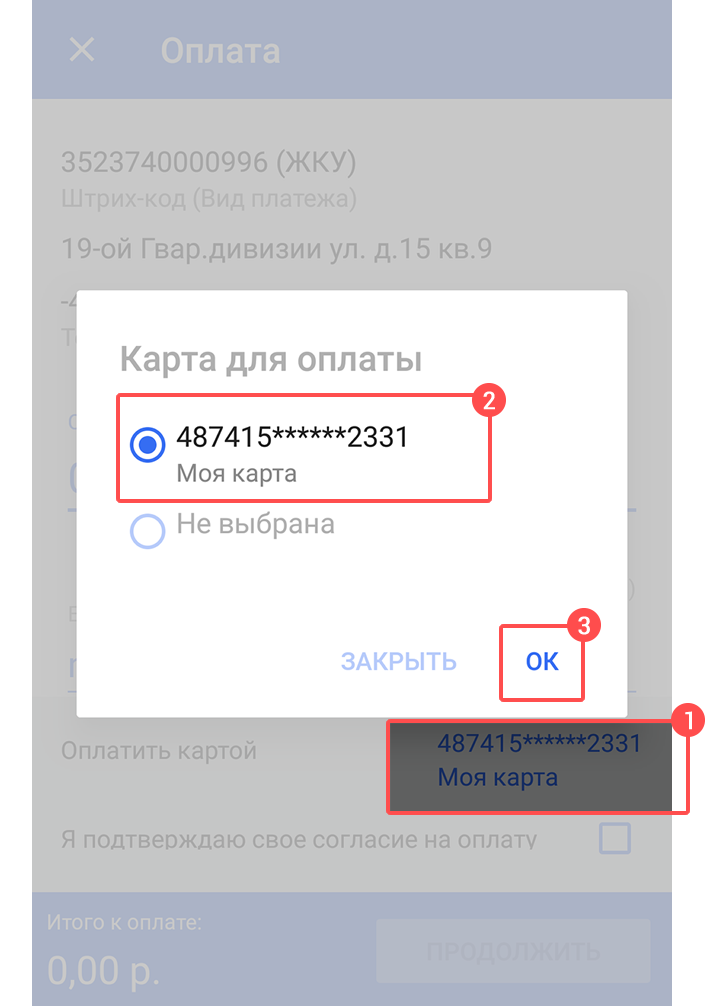 Оплата
3523740000996 (ЖКУ)
Штрих-код (Вид платежа)
19-ой Гвар.дивизии ул. д.15 кв.9
Карта для оплаты
2
487415******2331
Моя карта
Не выбрана
3
ЗАКРЫТЬ
ОК
1
Оплатить картой
487415******2331
Моя карта
Я подтверждаю свое согласие на оплату
Итого к оплате:
0,00 р.
ПРОДОЛЖИТЬ